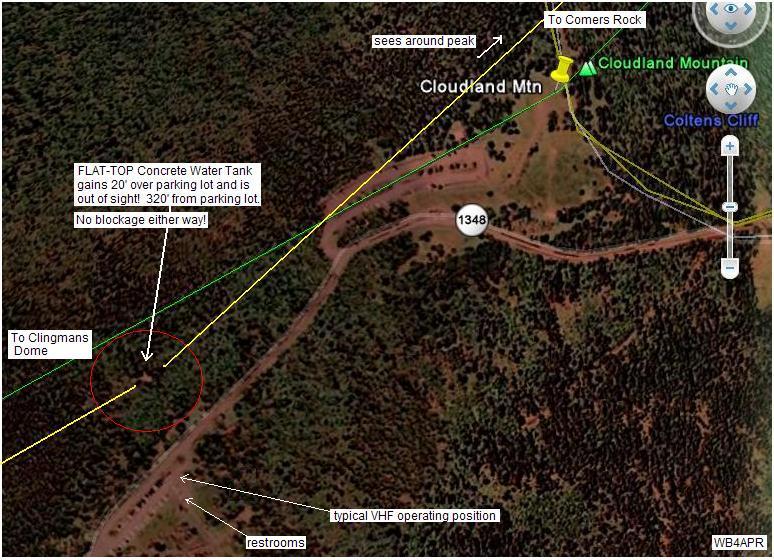 To Comers Rock
sees around peak
Cloudland Mountain
Cloudland Mtn
Coltens Cliff
FLAT-TOP Concrete Water Tank
gains 20' over parking lot and is
out of sight!  320' from parking lot.
No blockage either way!
1348
To Clingmans
Dome
typical VHF operating position
restrooms
WB4APR